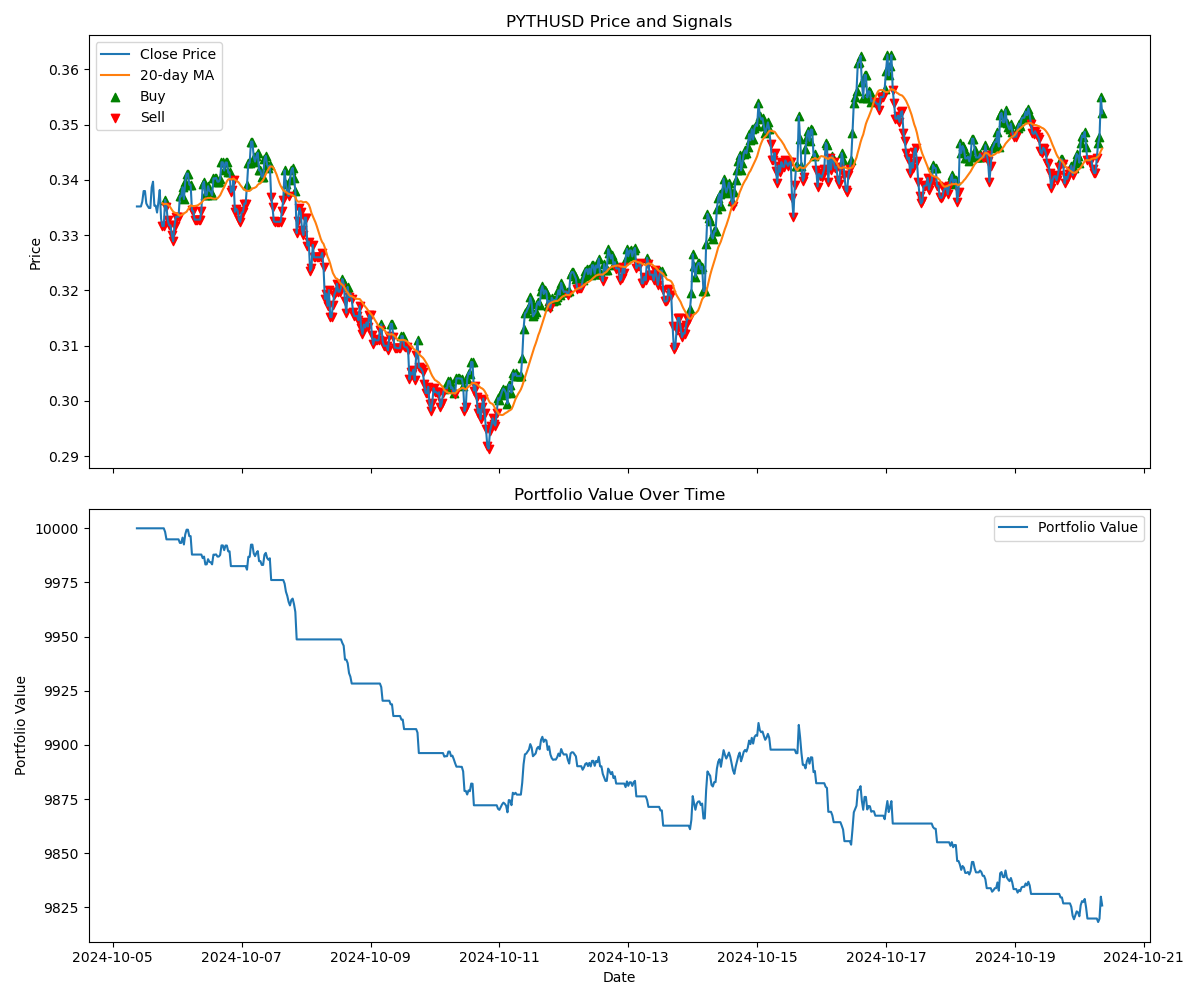 PYTHUSD Price and Signals
Close Price
20-day MA
Buy
Sell
0.36
0.35
0.34
0.33
0.32
0.31
0.30
0.29
Price
Portfolio Value Over Time
Portfolio Value
10000
9975
9950
9925
9900
9875
9850
9825
Portfolio Value
2024-10-05 2024-10-07 2024-10-09 2024-10-11 2024-10-13 2024-10-15 2024-10-17 2024-10-19 2024-10-21
Date